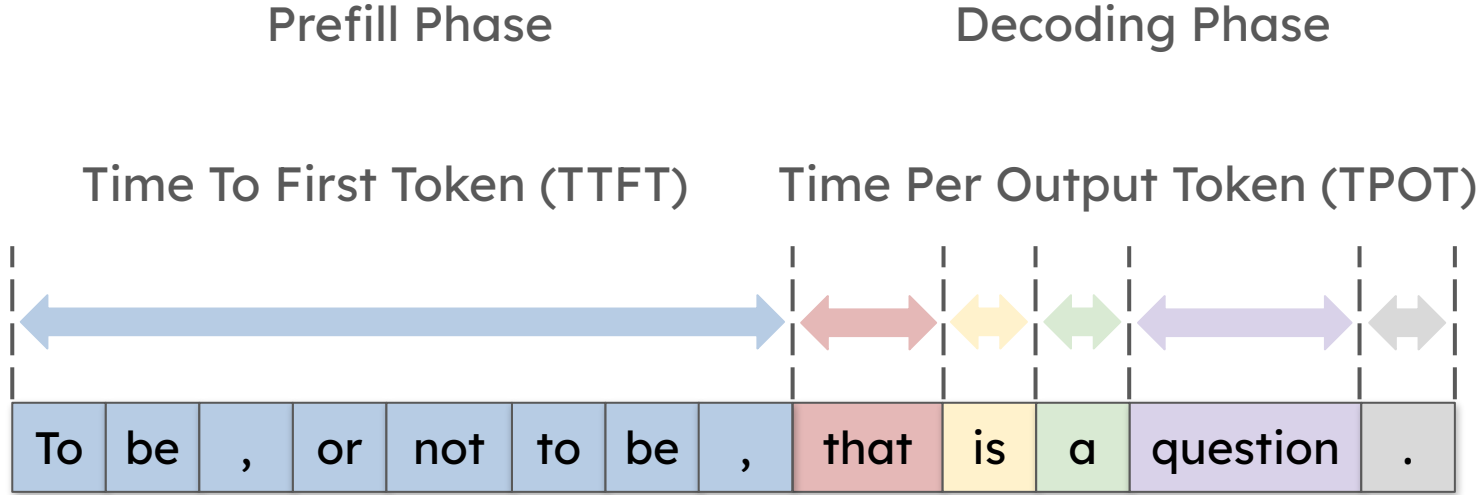 Prefill Phase Decoding Phase
Time To First Token (TTFT) Time Per Output Token (TPOT)
To be , or not to be , that is a question .